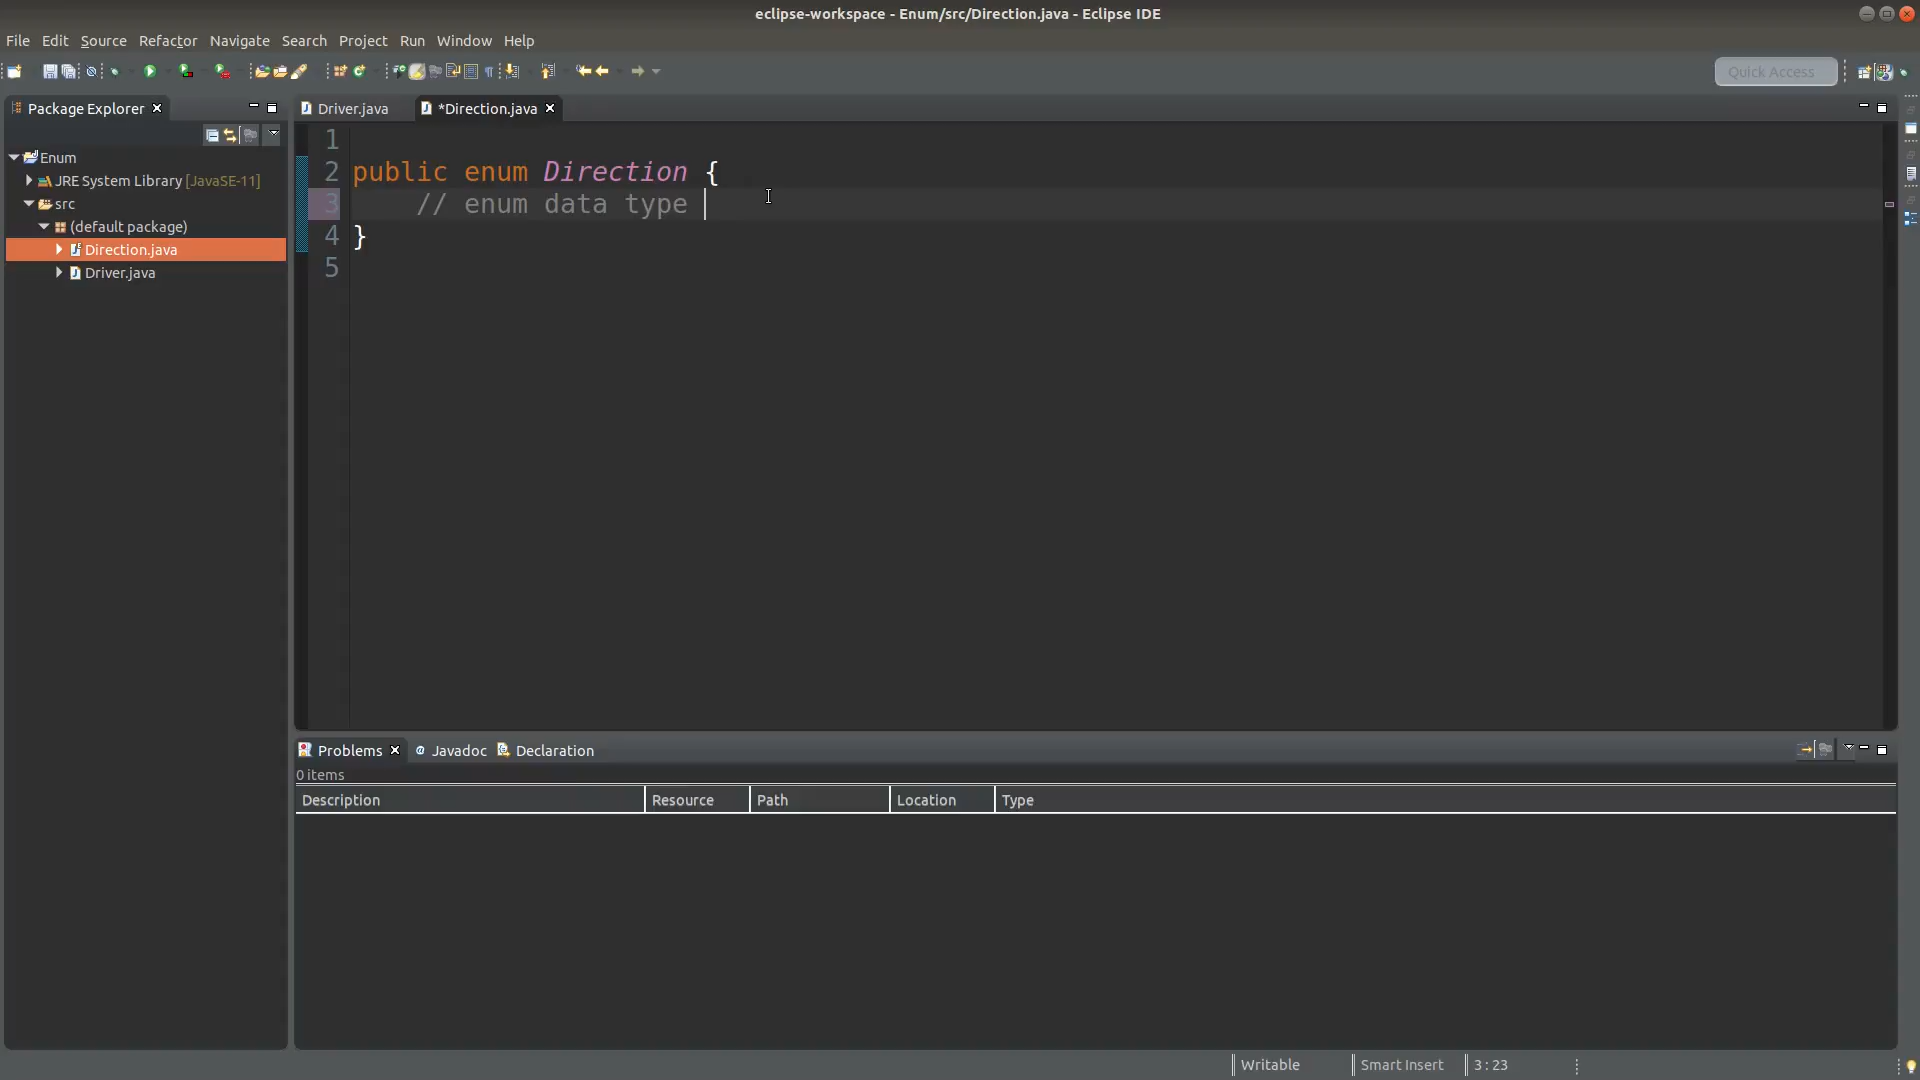 eclipse-workspace - Enum/src/Direction.java - Eclipse IDE
File Edit Source Refactor Navigate Search Project Run Window Help
Quick Access
Package Explorer
Driver.java *Direction.java
Enum
JRE System Library [JavaSE-11]
src
(default package)
Direction.java
Driver.java
1
2 public enum Direction {
3 // enum data type
4 }
5
Problems Javadoc Declaration
0 items
Description Resource Path Location Type
Writable Smart Insert 3 : 23